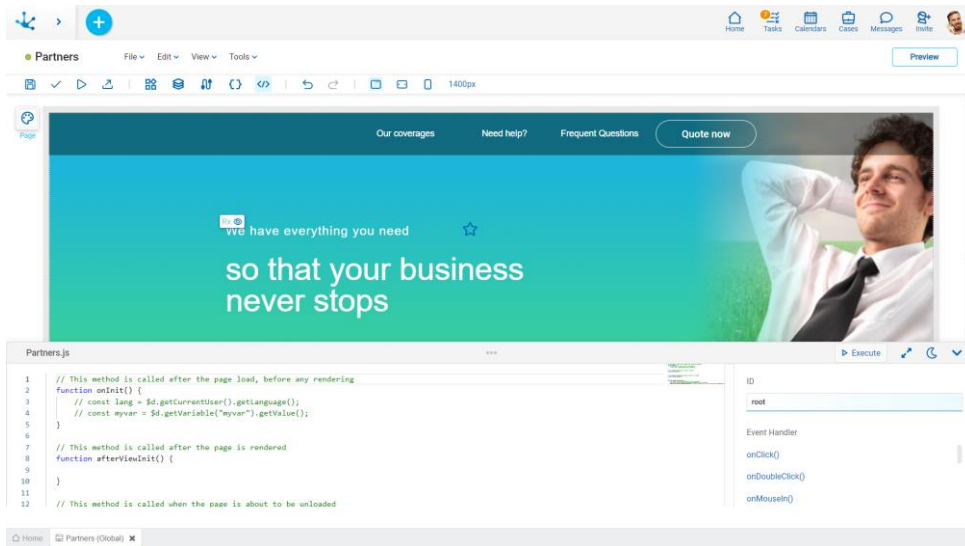 Home
2
Tasks
Calendars
Cases
Messages
Invite
Partners
File
Edit
View
Tools
Preview
1400px
Page
Our coverages
Need help?
Frequent Questions
Quote now
Rx
We have everything you need
so that your business
never stops
Partners.js
Execute
1 // This method is called after the page load, before any rendering
2 function onInit() {
3 // const lang = $d.getCurrentUser().getLanguage();
4 // const myvar = $d.getVariable("myvar").getValue();
5 }
6
7 // This method is called after the page is rendered
8 function afterViewInit() {
9
10 }
11
12 // This method is called when the page is about to be unloaded
ID
root
Event Handler
onClick()
onDoubleClick()
onMouseIn()
Home
Partners (Global)